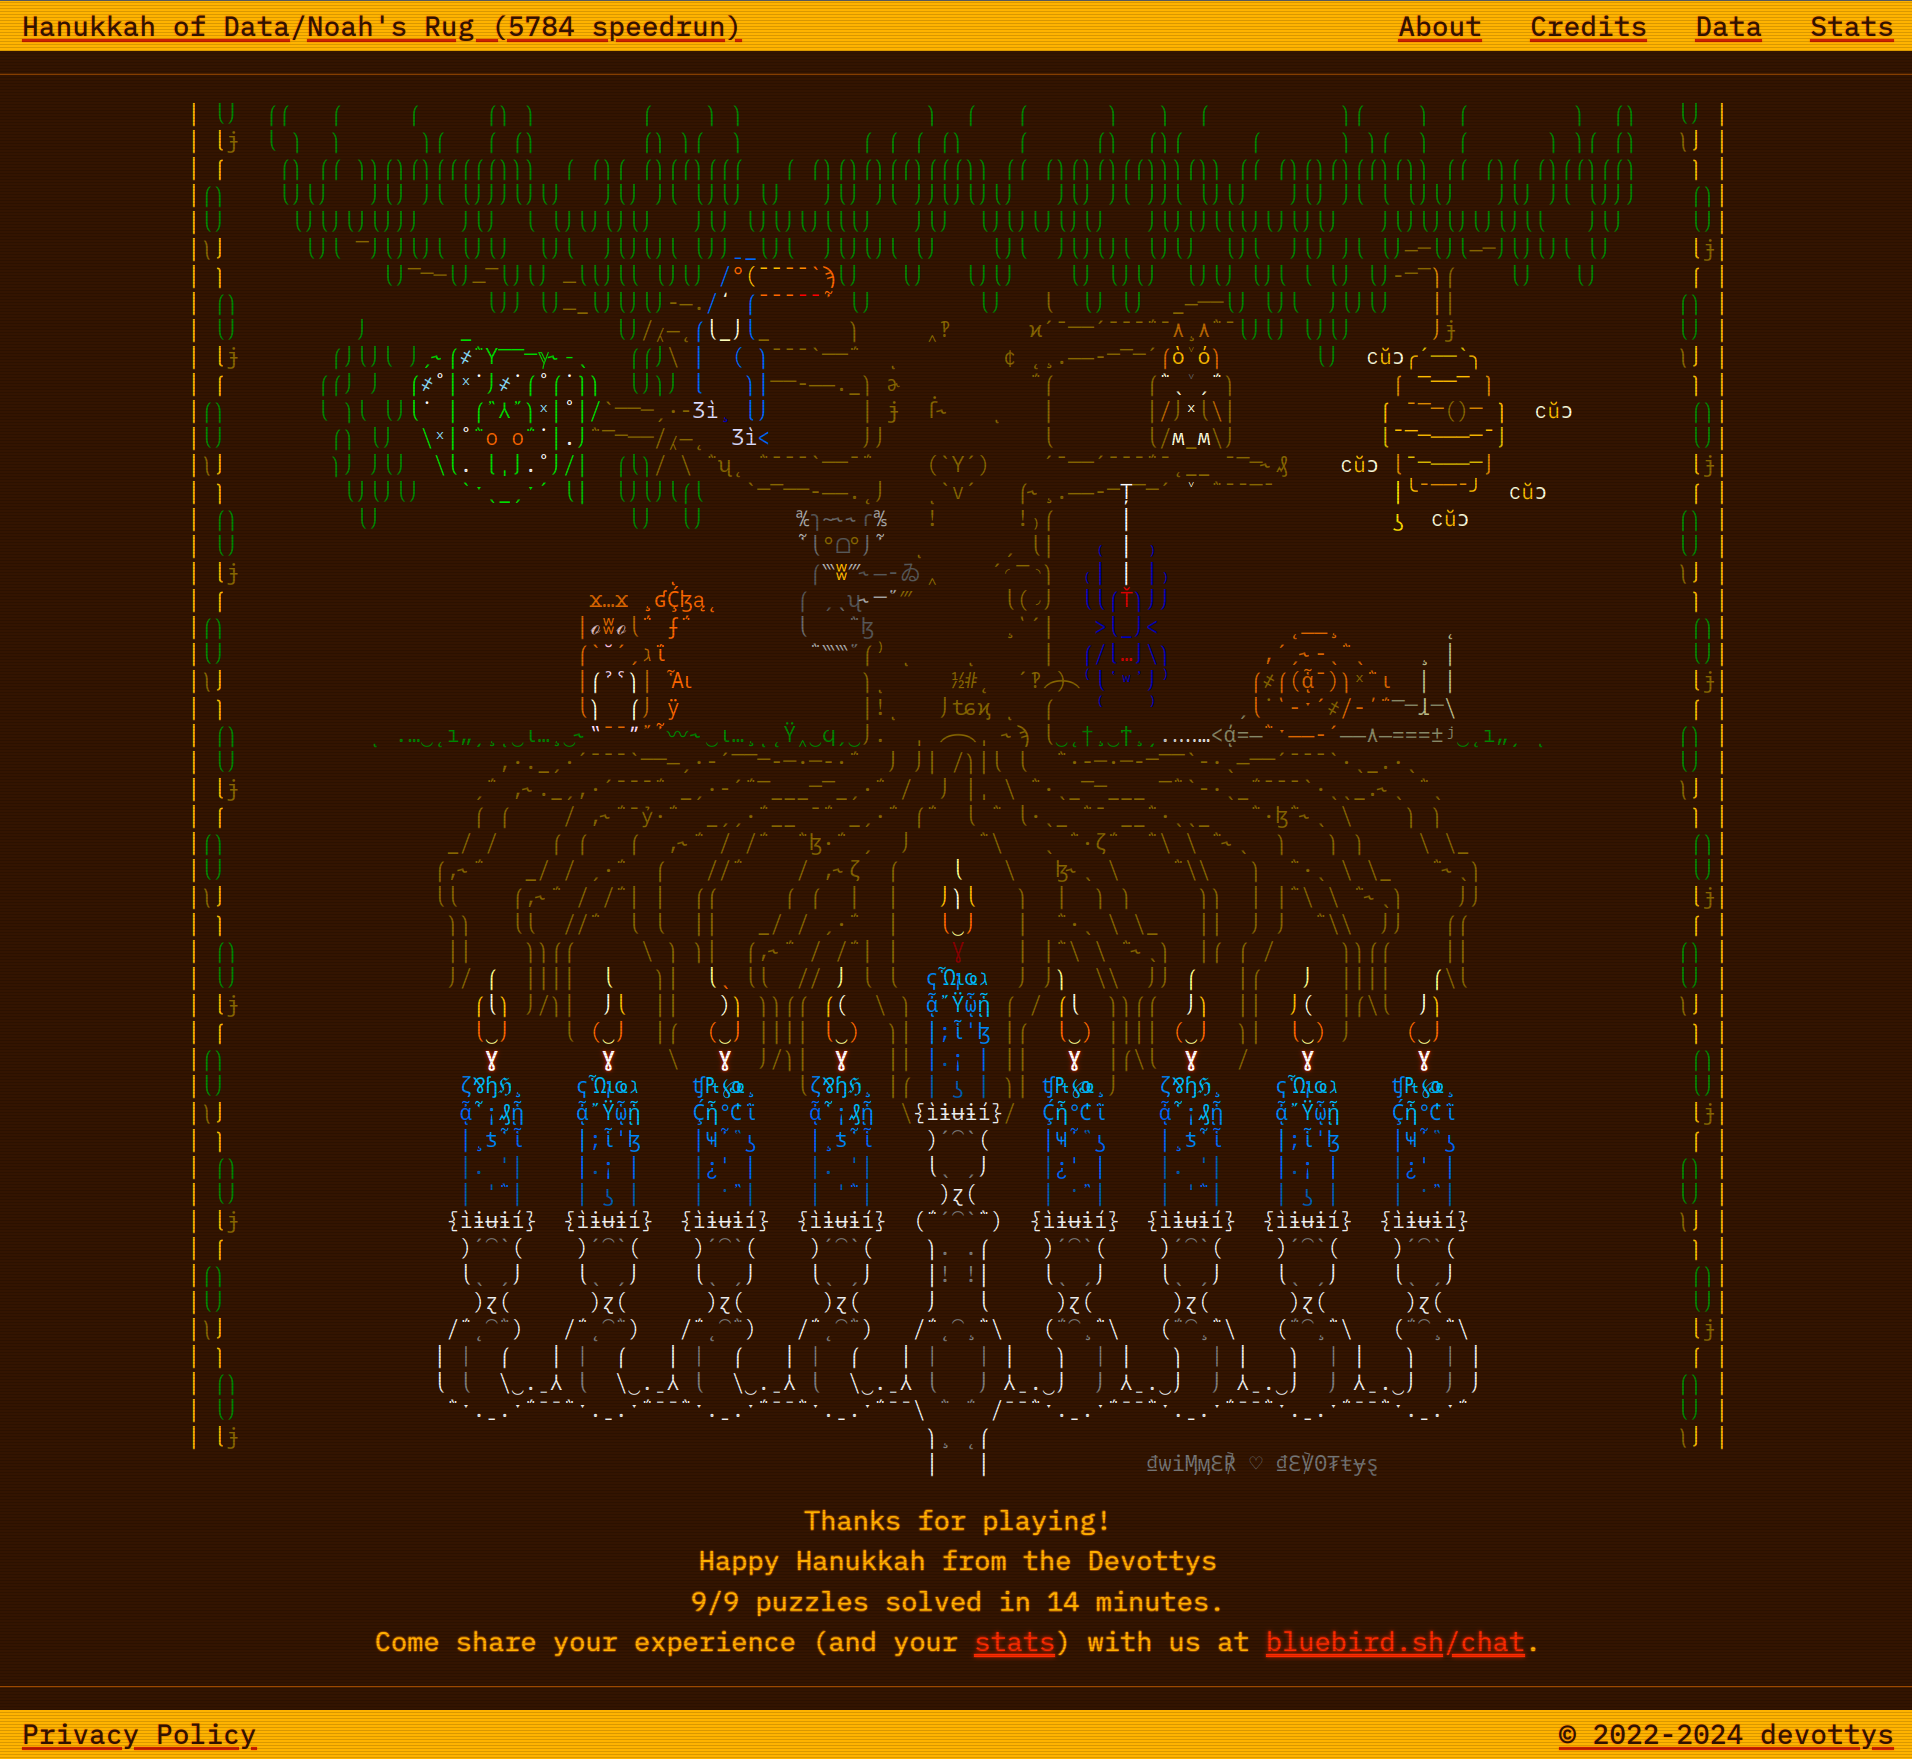 Hanukkah of Data/Noah's Rug (5784 speedrun)
About Credits Data Stats
Thanks for playing!
Happy Hanukkah from the Devottys
9/9 puzzles solved in 14 minutes.
Come share your experience (and your stats) with us at bluebird.sh/chat.
Privacy Policy
© 2022-2024 devottys